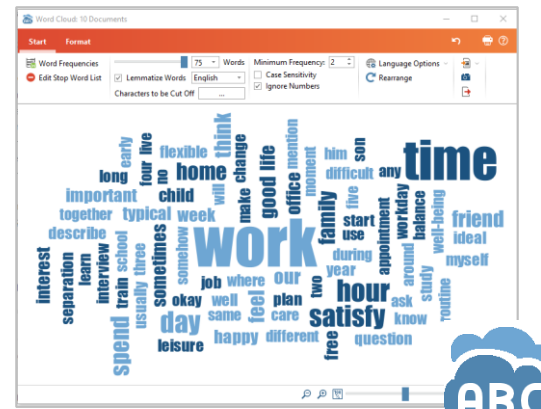 Word Cloud: 10 Documents
Start Format
Word Frequencies 75 Words Minimum Frequency: 2 Language Options
Edit Stop Word List Lemmatize Words English Case Sensitivity Rearrange
Characters to be Cut Off ... Ignore Numbers
early four live flexible think change mention him son time
long no home will make good life office moment difficult any
important child family five workday balance well-being
together typical week start appointment friend
describe sometimes somehow work use ideal
interest separation learn interview train school usually three during around myself
job where our year study
okay well feel plan two hour ask routine
spend day same care satisfy know
leisure happy different free question
ABC